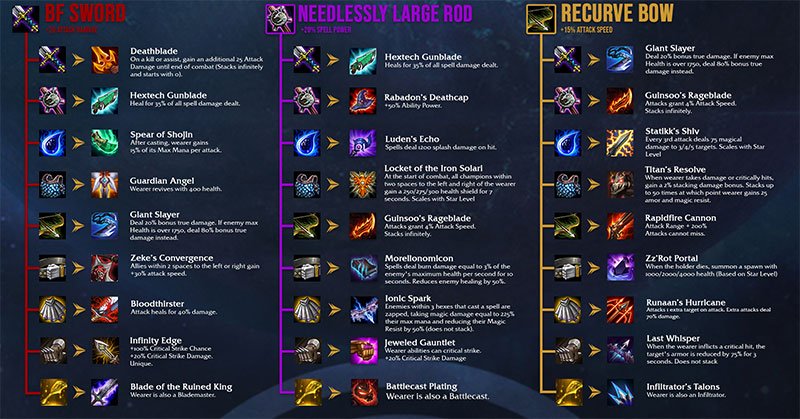 BF SWORD
ATTACK DAMAGE
Deathblade
On a kill or assist, gain an additional 25 Attack
Damage until end of combat (Stacks infinitely
and starts with 0).
Hextech Gunblade
Heal for 35% of all spell damage dealt.
Spear of Shojin
After casting, wearer gains
15% of its Max Mana per attack.
Guardian Angel
Wearer revives with 400 health.
Giant Slayer
Deal 20% bonus true damage. If enemy max
Health is over 1750, deal 80% bonus true
damage instead.
Zeke's Convergence
Allies within 2 spaces to the left or right gain
+30% attack speed.
Bloodthirster
Attack heals for 40% damage.
Infinity Edge
+100% Critical Strike Chance
+20% Critical Strike Damage.
Unique.
Blade of the Ruined King
Wearer is also a Blademaster.
NEEDLESSLY LARGE ROD
+20% SPELL POWER
Hextech Gunblade
Heals for 35% of all spell damage dealt.
Rabadon's Deathcap
+50% Ability Power.
Luden's Echo
Spells deal 200 splash damage on hit.
Locket of the Iron Solari
At the start of combat, all champions within
two spaces to the left and right of the wearer
gain a 250/275/300 health shield for 7
seconds. Scales with Star Level
Guinsoo's Rageblade
Attacks grant 4% Attack Speed.
Stacks infinitely.
Morellonomicon
Spells deal burn damage equal to 3% of the
enemy's maximum health per second for 10
seconds. Reduces enemy healing by 50%.
Ionic Spark
Enemies within 3 hexes that cast a spell are
zapped, taking magic damage equal to 225%
their max mana and reducing their Magic
Resist by 50% (does not stack).
Jeweled Gauntlet
Wearer abilities can critical strike.
+20% Critical Strike Damage
Battlecast Plating
Wearer is also a Battlecast.
RECURVE BOW
+15% ATTACK SPEED
Giant Slayer
Deal 20% bonus true damage. If enemy max
Health is over 1750, deal 80% bonus true
damage instead.
Guinsoo's Rageblade
Attacks grant 4% Attack Speed.
Stacks infinitely.
Statikk's Shiv
Every 3rd attack deals 75 magical
damage to 3/4/5 targets. Scales with Star
Level
Titan's Resolve
When wearer takes damage or critically hits,
gain a 2% stacking damage bonus. Stacks up
to 50 times at which point wearer gains 25
amor and magic resist.
Rapidfire Cannon
Attack Range + 200%
Attacks cannot miss.
Zz'Rot Portal
When the holder dies, summon a spawn with
1000/2000/4000 health (Based on Star Level)
Runaan's Hurricane
Attacks 1 extra target on attack. Extra attacks deal
70% damage.
Last Whisper
When the wearer inflicts a critical hit, the
target's armor is reduced by 75% for 3
seconds. Does not stack
Infiltrator's Talons
Wearer is also an Infiltrator.